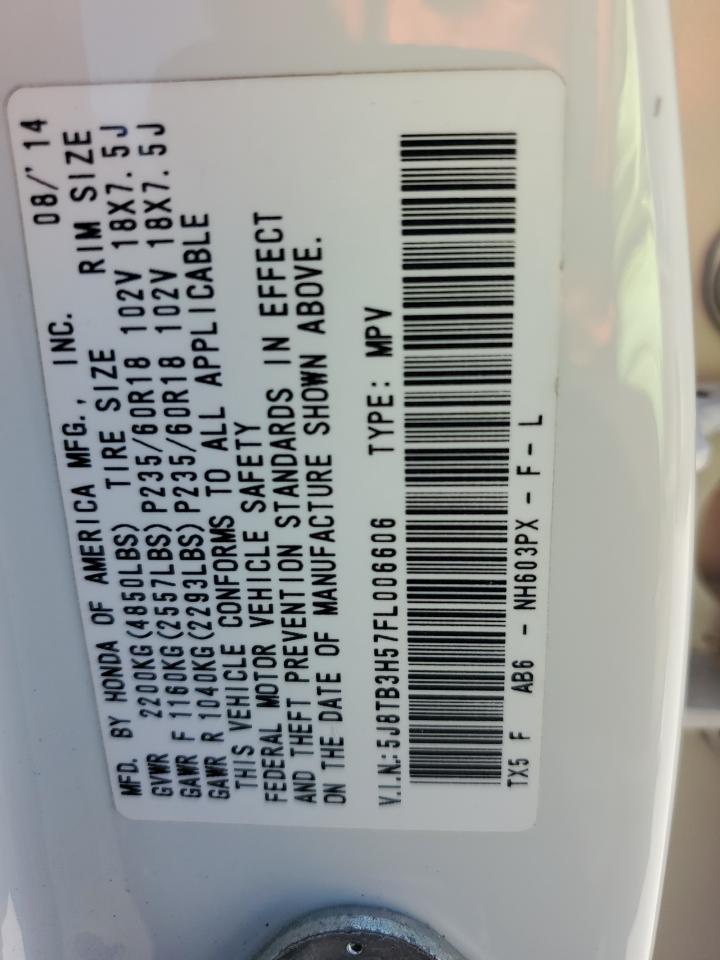 MFD. BY HONDA OF AMERICA MFG., INC. 08/'14
GVWR 2200KG(4850LBS) TIRE SIZE RIM SIZE
GAWR F 1160KG(2557LBS) P235/60R18 102V 18X7.5J
GAWR R 1040KG(2293LBS) P235/60R18 102V 18X7.5J
THIS VEHICLE CONFORMS TO ALL APPLICABLE
FEDERAL MOTOR VEHICLE SAFETY
AND THEFT PREVENTION STANDARDS IN EFFECT
ON THE DATE OF MANUFACTURE SHOWN ABOVE.
V.I.N.: 5J8TB3H57FL006606 TYPE: MPV
TX5 F AB6 - NH603PX - F - L